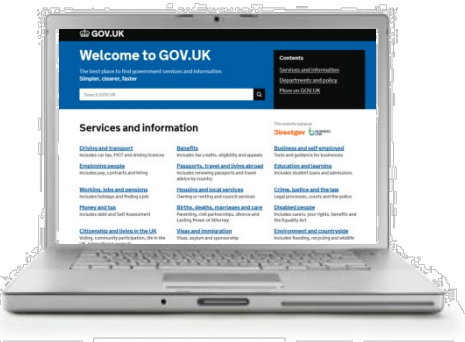 GOV.UK
Welcome to GOV.UK
The best place to find government services and information
Simpler, clearer, faster
Search GOV.UK
Contents
Services and information
Departments and policy
More on GOV.UK
Services and information
This website replaces
Directgov BUSINESS LINK
Driving and transport
Includes car tax, MOT and driving licences
Benefits
Includes tax credits, eligibility and appeals
Business and self employed
Tools and guidance for businesses
Employing people
Includes pay, contracts and hiring
Passports, travel and living abroad
Includes renewing passports and travel
advice by country
Education and learning
Includes student loans and admissions
Working, jobs and pensions
Includes holidays and finding a job
Housing and local services
Owning or renting and council services
Crime, justice and the law
Legal processes, courts and the police
Money and tax
Includes debt and Self Assessment
Births, deaths, marriages and care
Parenting, civil partnerships, divorce and
Lasting Power of Attorney
Disabled people
Includes carers, your rights, benefits and
the Equality Act
Citizenship and living in the UK
Voting, community participation, life in the
UK, international projects
Visas and immigration
Visas, asylum and sponsorship
Environment and countryside
Includes flooding, recycling and wildlife